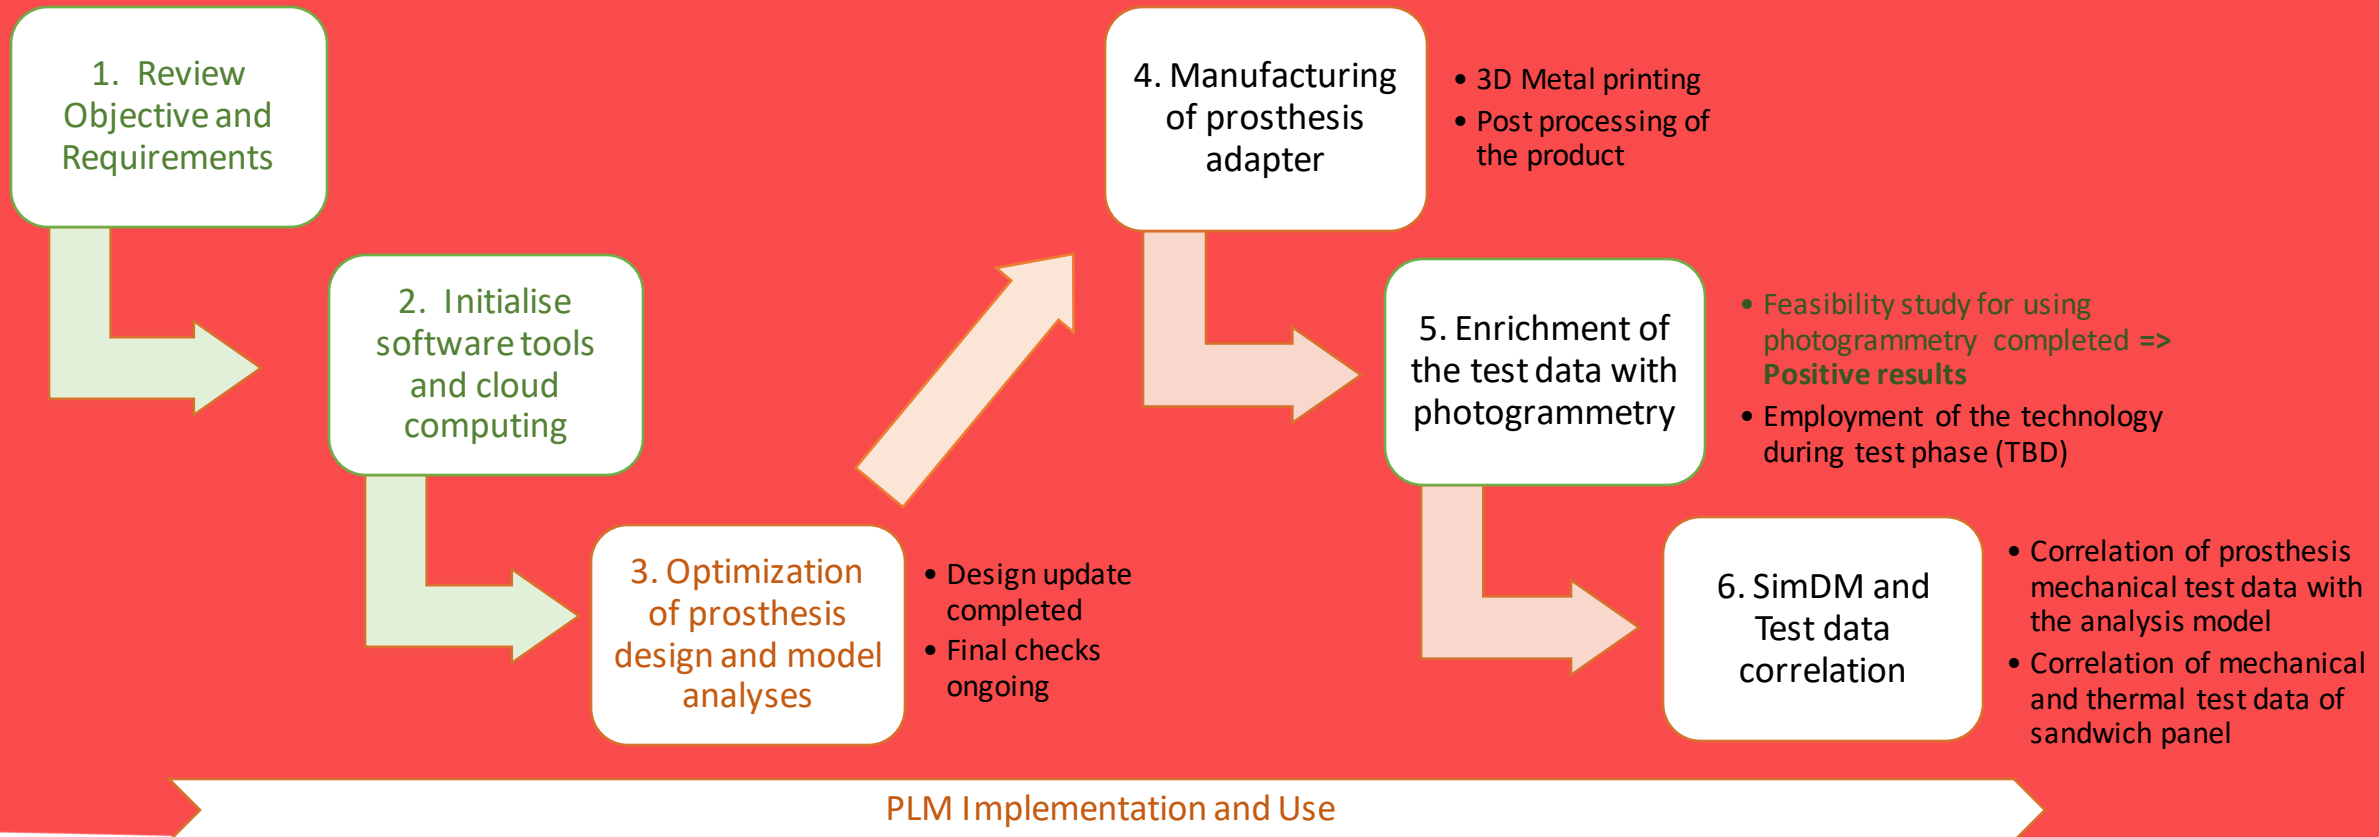 1. Review
Objective and
Requirements
2. Initialise
software tools
and cloud
computing
3. Optimization
of prosthesis
design and model
analyses
• Design update
completed
• Final checks
ongoing
4. Manufacturing
of prosthesis
adapter
• 3D Metal printing
• Post processing of
the product
5. Enrichment of
the test data with
photogrammetry
• Feasibility study for using
photogrammetry completed =>
Positive results
• Employment of the technology
during test phase (TBD)
6. SimDM and
Test data
correlation
• Correlation of prosthesis
mechanical test data with
the analysis model
• Correlation of mechanical
and thermal test data of
sandwich panel
PLM Implementation and Use